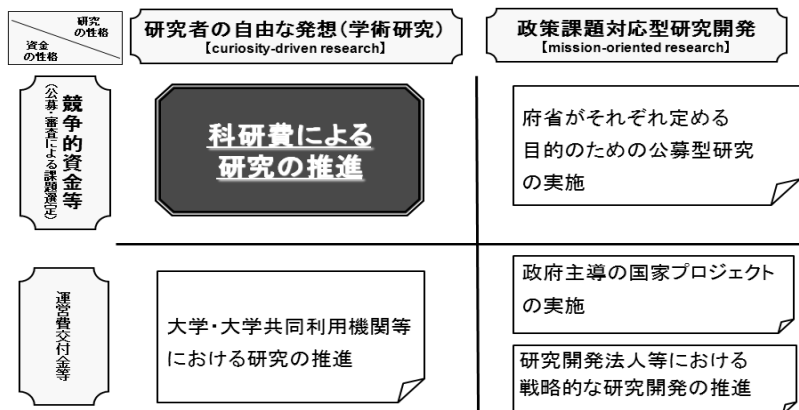 研究
の性格
資金
の性格
研究者の自由な発想(学術研究)
【curiosity-driven research】
政策課題対応型研究開発
【mission-oriented research】
競争的資金等
(公募・審査による課題選定)
科研費による
研究の推進
府省がそれぞれ定める
目的のための公募型研究
の実施
運営費交付金等
大学・大学共同利用機関等
における研究の推進
政府主導の国家プロジェクト
の実施
研究開発法人等における
戦略的な研究開発の推進